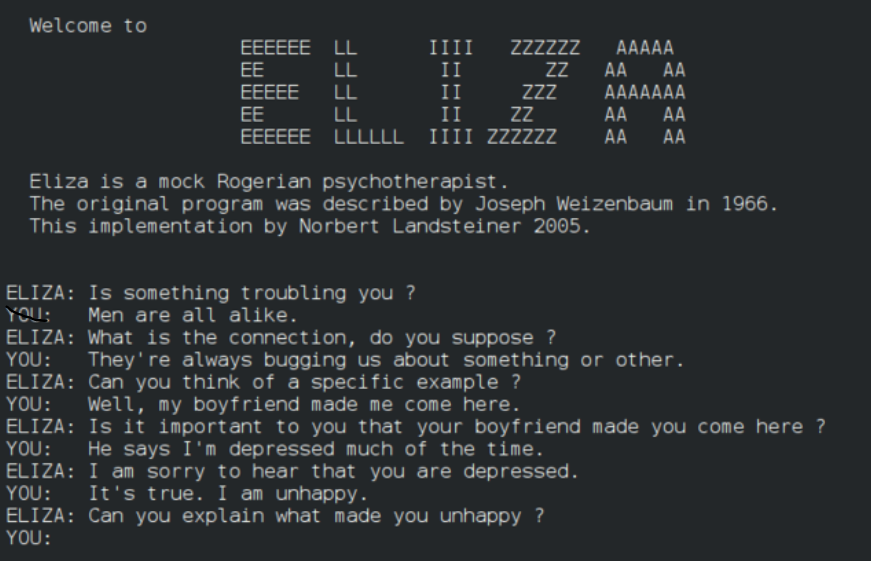 Welcome to
EEEEEE  LL      IIII   ZZZZZZ   AAAAA
EE      LL       II       ZZ   AA   AA
EEEEE   LL       II     ZZZ    AAAAAAA
EE      LL       II    ZZ      AA   AA
EEEEEE  LLLLLL  IIII ZZZZZZ    AA   AA
Eliza is a mock Rogerian psychotherapist.
The original program was described by Joseph Weizenbaum in 1966.
This implementation by Norbert Landsteiner 2005.
ELIZA: Is something troubling you ?
YOU:   Men are all alike.
ELIZA: What is the connection, do you suppose ?
YOU:   They're always bugging us about something or other.
ELIZA: Can you think of a specific example ?
YOU:   Well, my boyfriend made me come here.
ELIZA: Is it important to you that your boyfriend made you come here ?
YOU:   He says I'm depressed much of the time.
ELIZA: I am sorry to hear that you are depressed.
YOU:   It's true. I am unhappy.
ELIZA: Can you explain what made you unhappy ?
YOU: